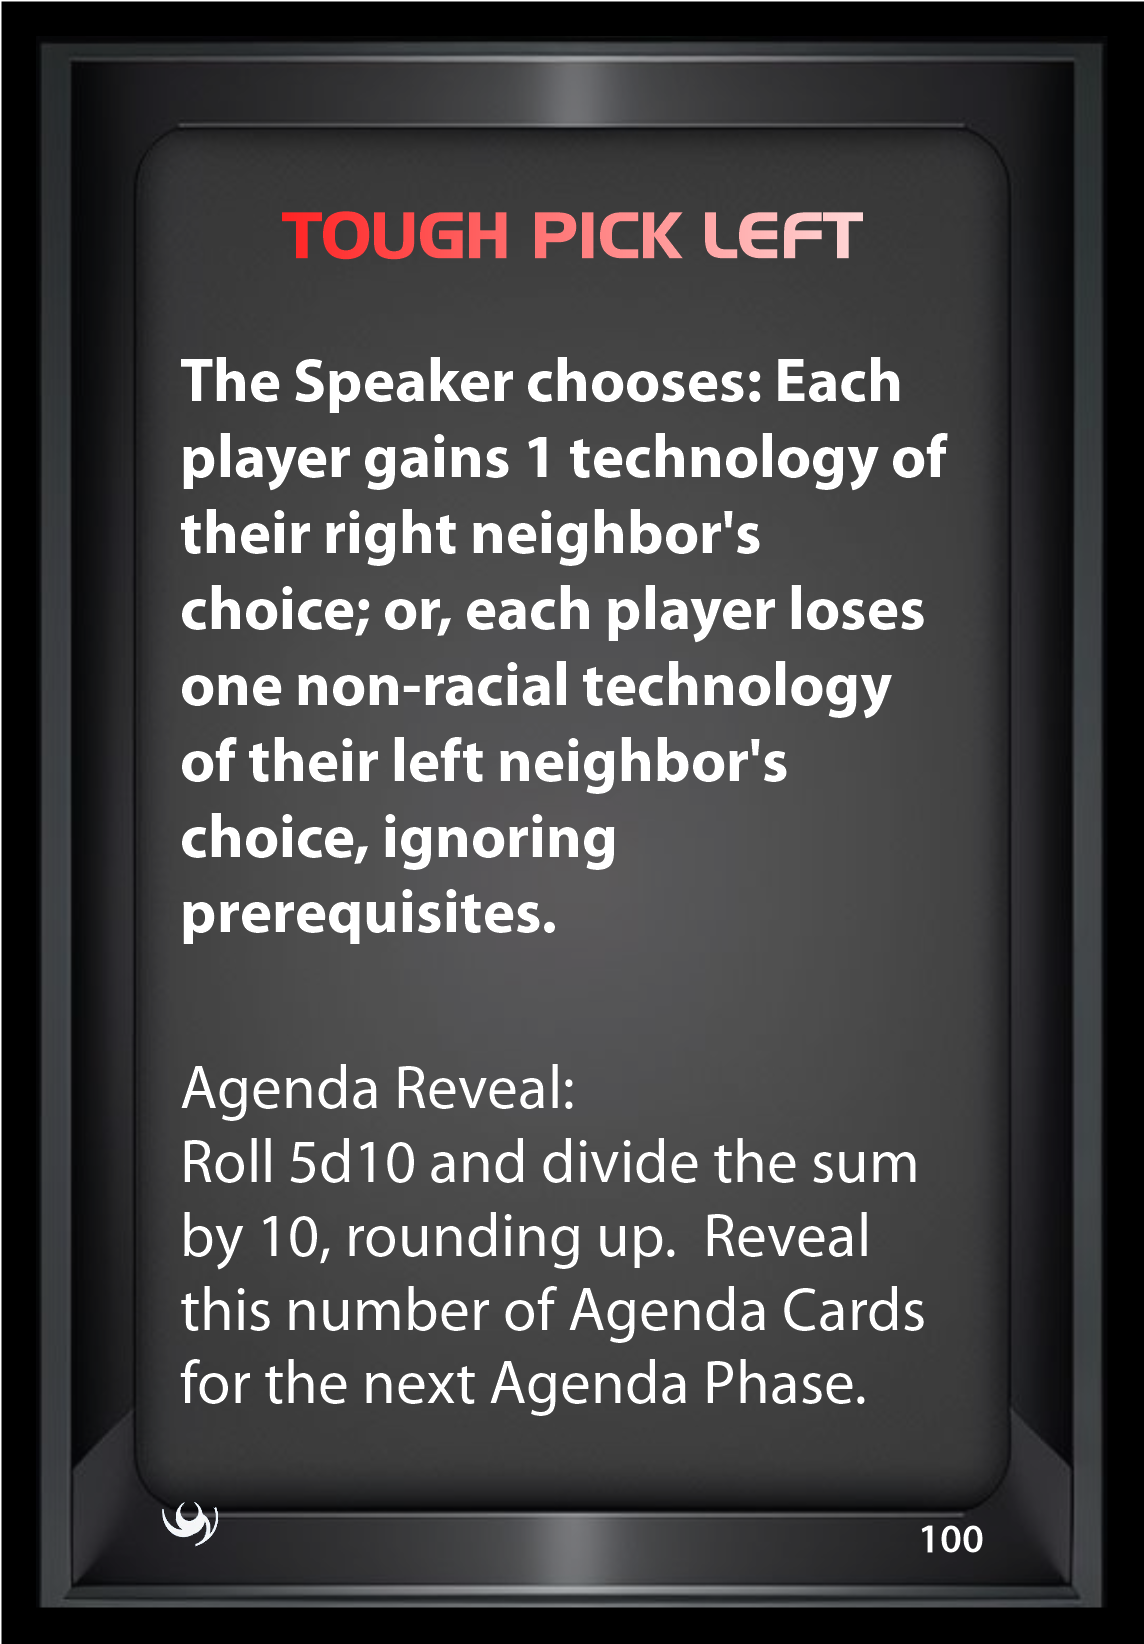 TOUGH PICK LEFT
The Speaker chooses: Each
player gains 1 technology of
their right neighbor's
choice; or, each player loses
one non-racial technology
of their left neighbor's
choice, ignoring
prerequisites.
Agenda Reveal:
Roll 5d10 and divide the sum
by 10, rounding up.  Reveal
this number of Agenda Cards
for the next Agenda Phase.
100